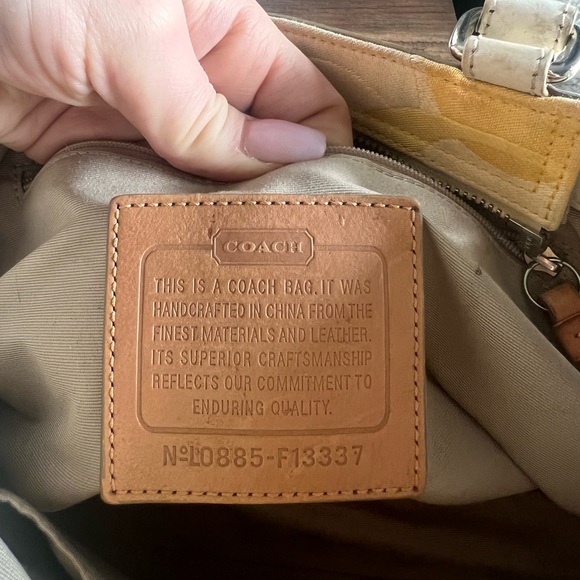 COACH
THIS IS A COACH BAG. IT WAS
HANDCRAFTED IN CHINA FROM THE
FINEST MATERIALS AND LEATHER.
ITS SUPERIOR CRAFTSMANSHIP
REFLECTS OUR COMMITMENT TO
ENDURING QUALITY.
NºL0885-F13337